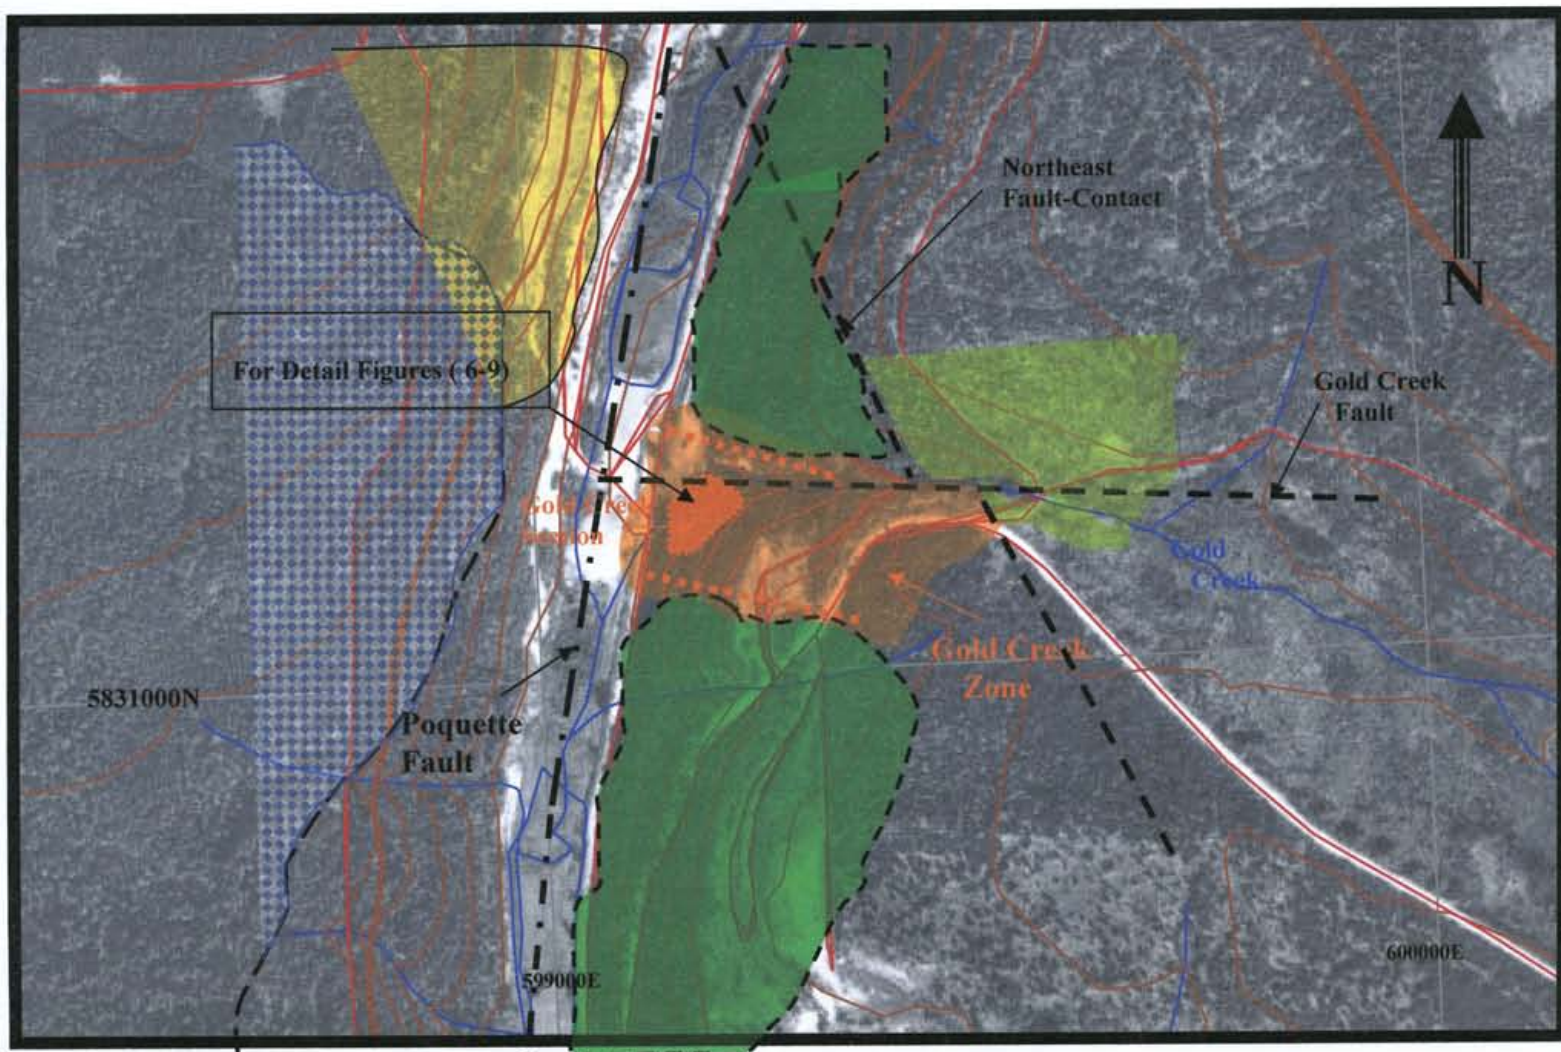 Northeast
Fault-Contact
N
For Detail Figures ( 6-9)
Gold Creek
Fault
Gold
Creek
Gold Creek
Zone
5831000N
Poquette
Fault
599000E
600000E